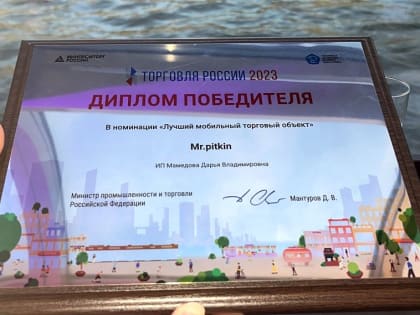 МИНПРОМТОРГ
РОССИИ
ТОРГОВЛЯ РОССИИ 2023
ДИПЛОМ ПОБЕДИТЕЛЯ
В номинации «Лучший мобильный торговый объект»
Mr.pitkin
ИП Мамедова Дарья Владимировна
Министр промышленности и торговли
Российской Федерации
Мантуров Д. В.